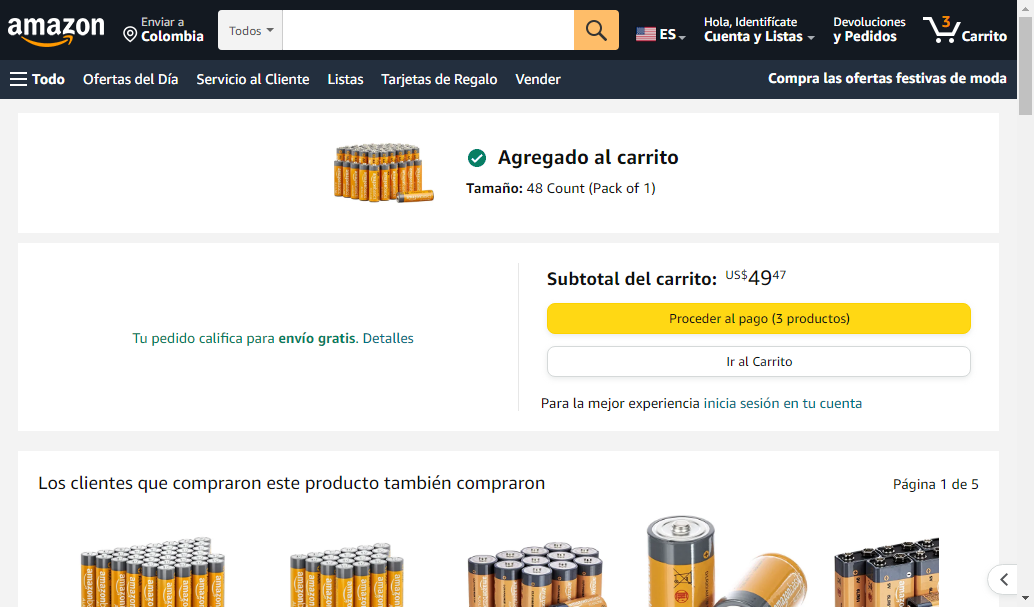 amazon
Enviar a
Colombia
Todos
ES
Hola, Identifícate
Cuenta y Listas
Devoluciones
y Pedidos
3
Carrito
Todo
Ofertas del Día
Servicio al Cliente
Listas
Tarjetas de Regalo
Vender
Compra las ofertas festivas de moda
Agregado al carrito
Tamaño: 48 Count (Pack of 1)
Subtotal del carrito: US$4947
Proceder al pago (3 productos)
Tu pedido califica para envío gratis. Detalles
Ir al Carrito
Para la mejor experiencia inicia sesión en tu cuenta
Los clientes que compraron este producto también compraron
Página 1 de 5